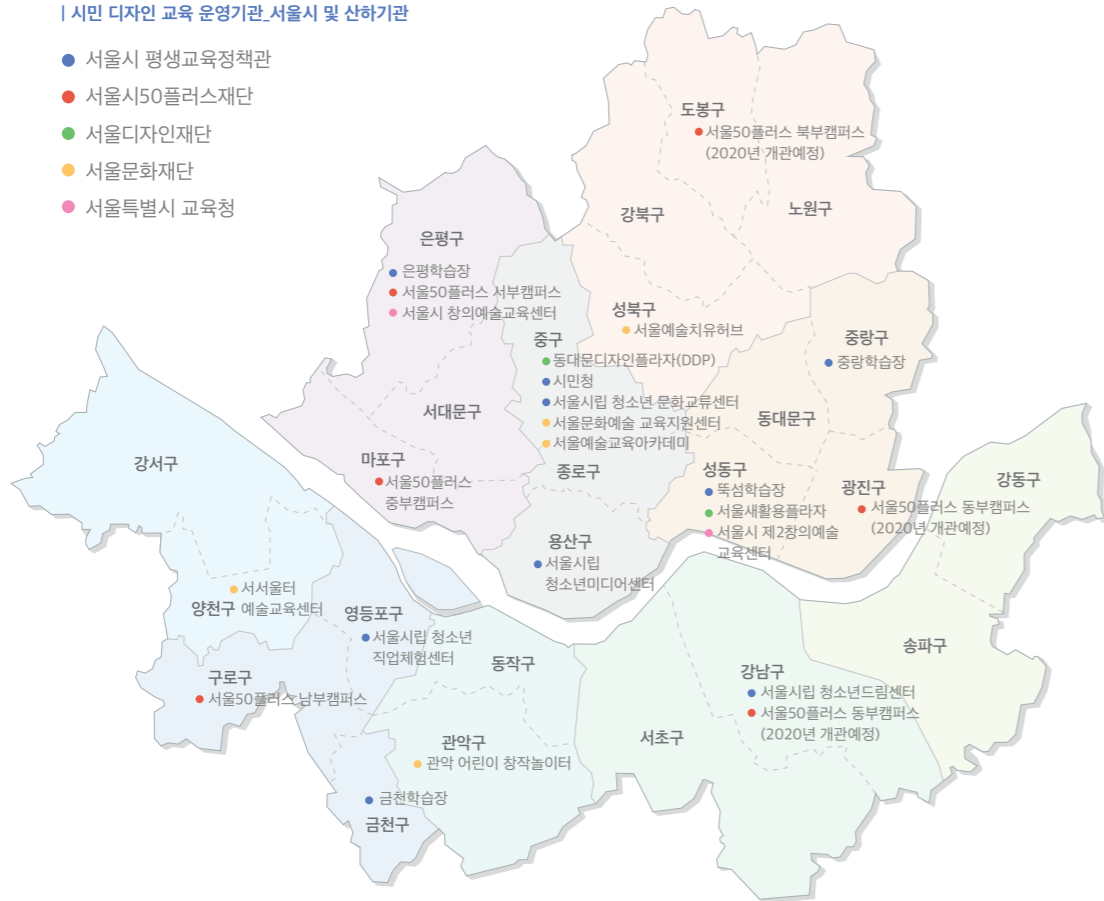 | 시민 디자인 교육 운영기관_서울시 및 산하기관
서울시 평생교육정책관
서울시50플러스재단
서울디자인재단
서울문화재단
서울특별시 교육청
도봉구
서울50플러스 북부캠퍼스
(2020년 개관예정)
강북구
노원구
은평구
은평학습장
서울50플러스 서부캠퍼스
서울시 창의예술교육센터
성북구
서울예술치유허브
중구
동대문디자인플라자(DDP)
시민청
서울시립 청소년 문화교류센터
서울문화예술 교육지원센터
서울예술교육아카데미
종로구
중랑구
중랑학습장
서대문구
동대문구
마포구
서울50플러스
중부캠퍼스
강서구
성동구
뚝섬학습장
서울새활용플라자
서울시 제2창의예술
교육센터
광진구
서울50플러스 동부캠퍼스
(2020년 개관예정)
강동구
용산구
서울시립
청소년미디어센터
양천구
서서울터
예술교육센터
영등포구
서울시립 청소년
직업체험센터
동작구
송파구
구로구
서울50플러스 남부캠퍼스
강남구
서울시립 청소년드림센터
서울50플러스 동부캠퍼스
(2020년 개관예정)
서초구
관악구
관악 어린이 창작놀이터
금천학습장
금천구